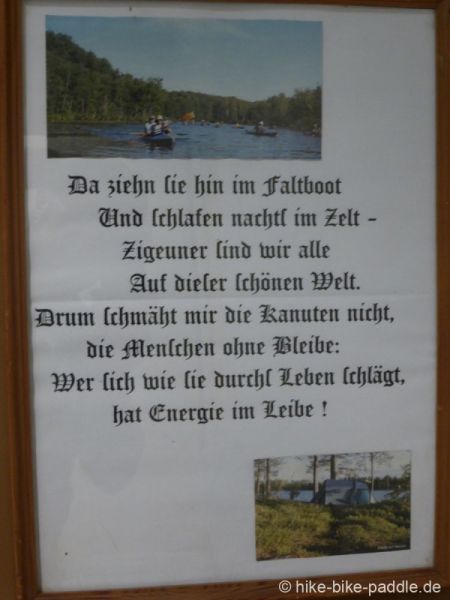 Da ziehn ſie hin im Faltboot
Und ſchlafen nachtſ im Zelt -
Zigeuner ſind wir alle
Auf dieſer ſchönen Welt.
Drum ſchmäht mir die Kanuten nicht,
die Menſchen ohne Bleibe:
Wer ſich wie ſie durchſ Leben ſchlägt,
hat Energie im Leibe !
© hike-bike-paddle.de